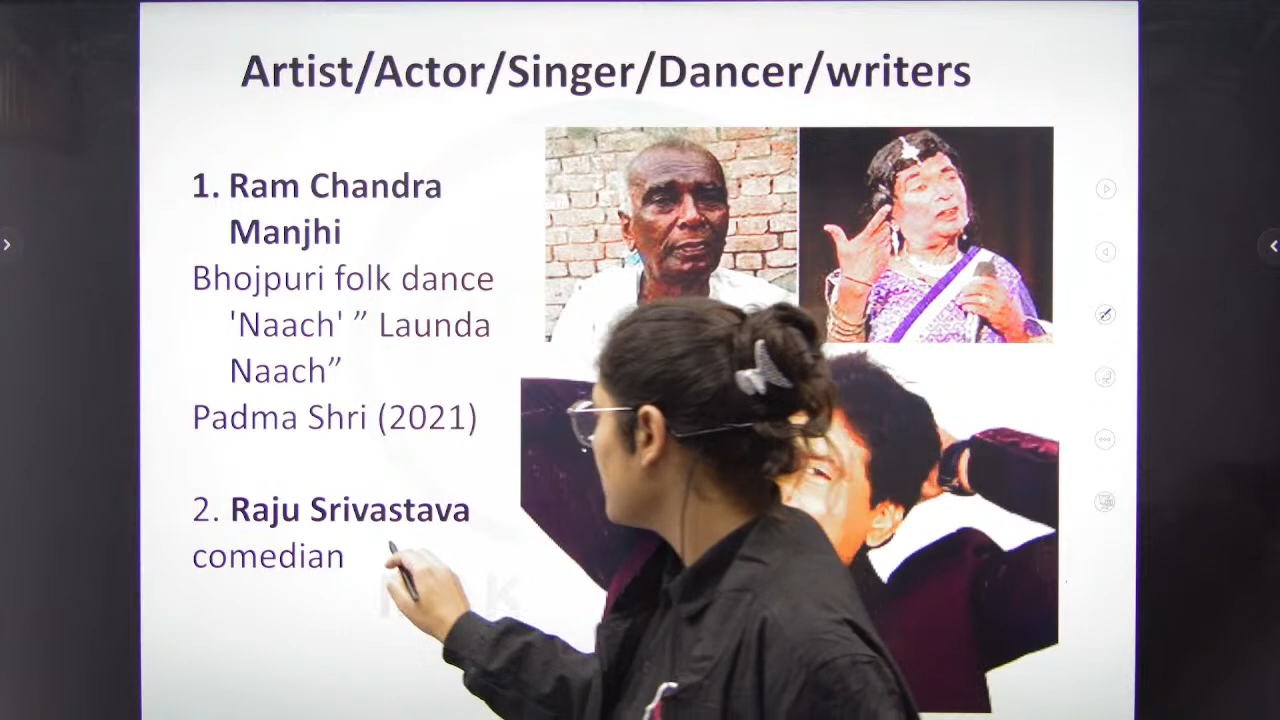 Artist/Actor/Singer/Dancer/writers
1. Ram Chandra
Manjhi
Bhojpuri folk dance
'Naach' ” Launda
Naach”
Padma Shri (2021)
2. Raju Srivastava
comedian